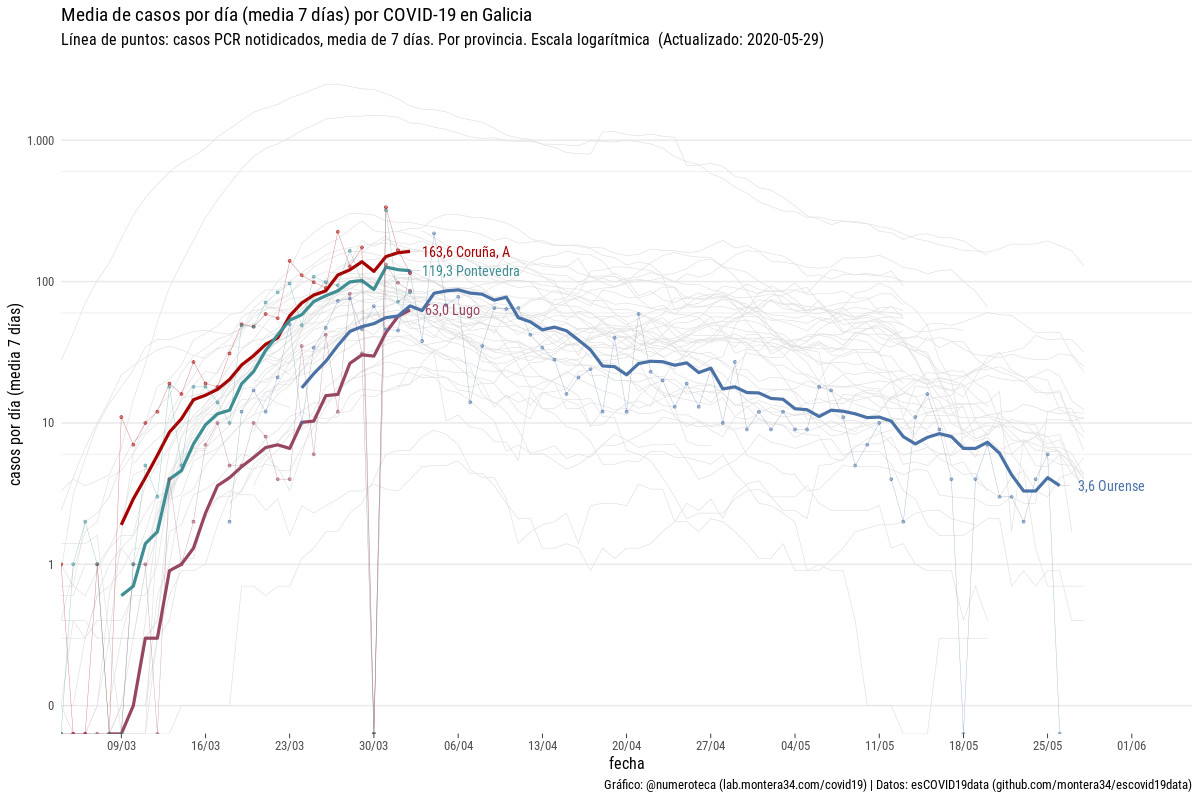 Media de casos por día (media 7 días) por COVID-19 en Galicia
Línea de puntos: casos PCR notidicados, media de 7 días. Por provincia. Escala logarítmica (Actualizado: 2020-05-29)
casos por día (media 7 días)
1.000
100
10
1
0
163,6 Coruña, A
119,3 Pontevedra
63,0 Lugo
3,6 Ourense
09/03 16/03 23/03 30/03 06/04 13/04 20/04 27/04 04/05 11/05 18/05 25/05 01/06
fecha
Gráfico: @numeroteca (lab.montera34.com/covid19) | Datos: esCOVID19data (github.com/montera34/escovid19data)